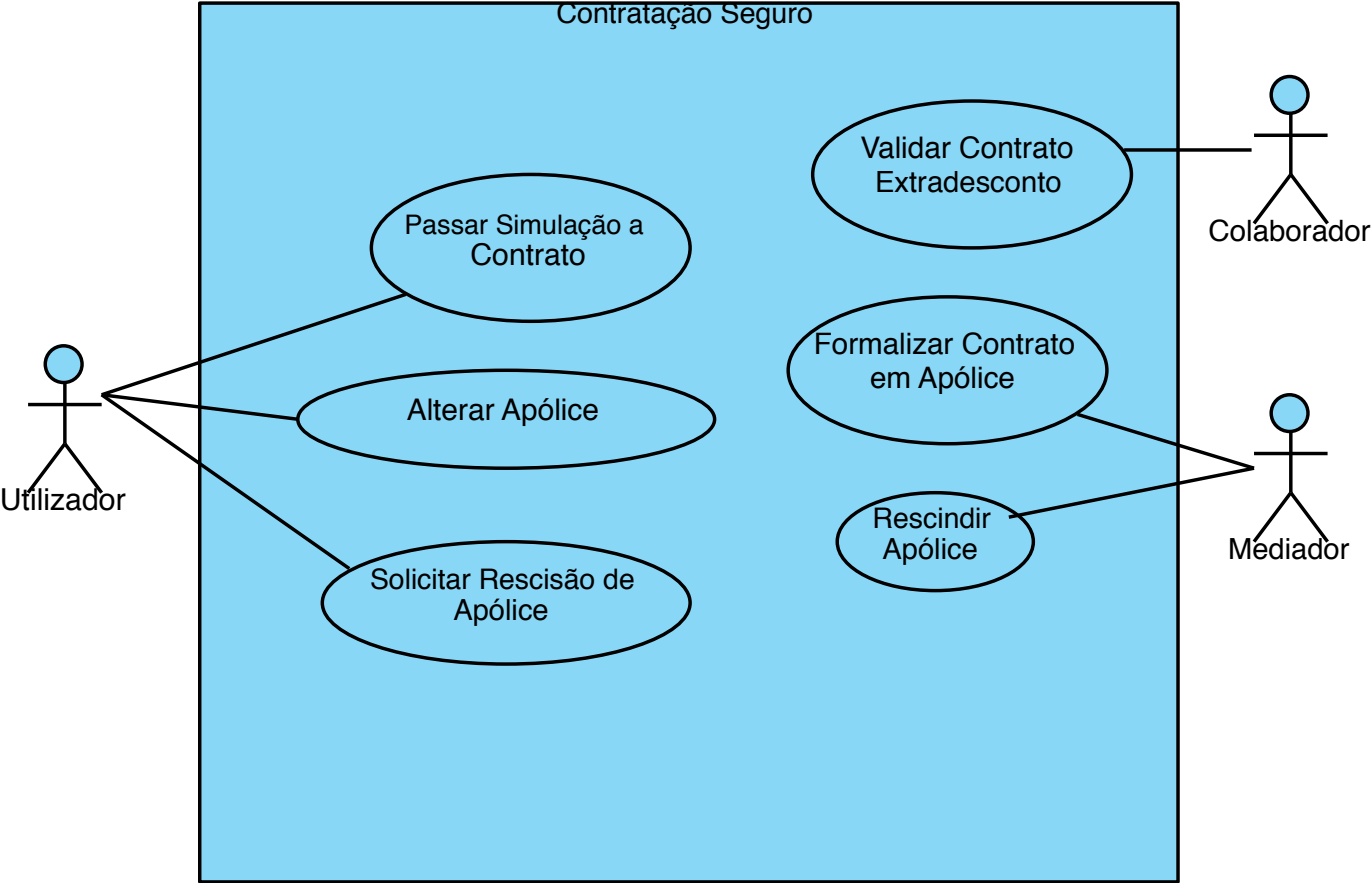 Contratação Seguro
Validar Contrato
Extradesconto
Colaborador
Passar Simulação a
Contrato
Formalizar Contrato
em Apólice
Alterar Apólice
Utilizador
Rescindir
Apólice
Mediador
Solicitar Rescisão de
Apólice